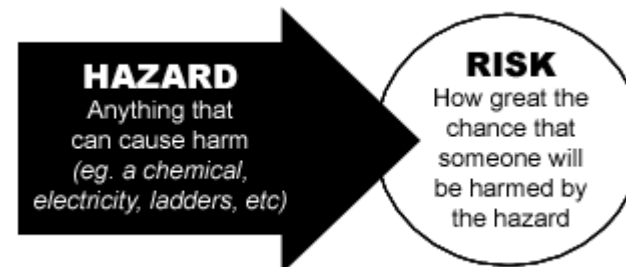 HAZARD
Anything that
can cause harm
(eg. a chemical,
electricity, ladders, etc)
RISK
How great the
chance that
someone will
be harmed by
the hazard